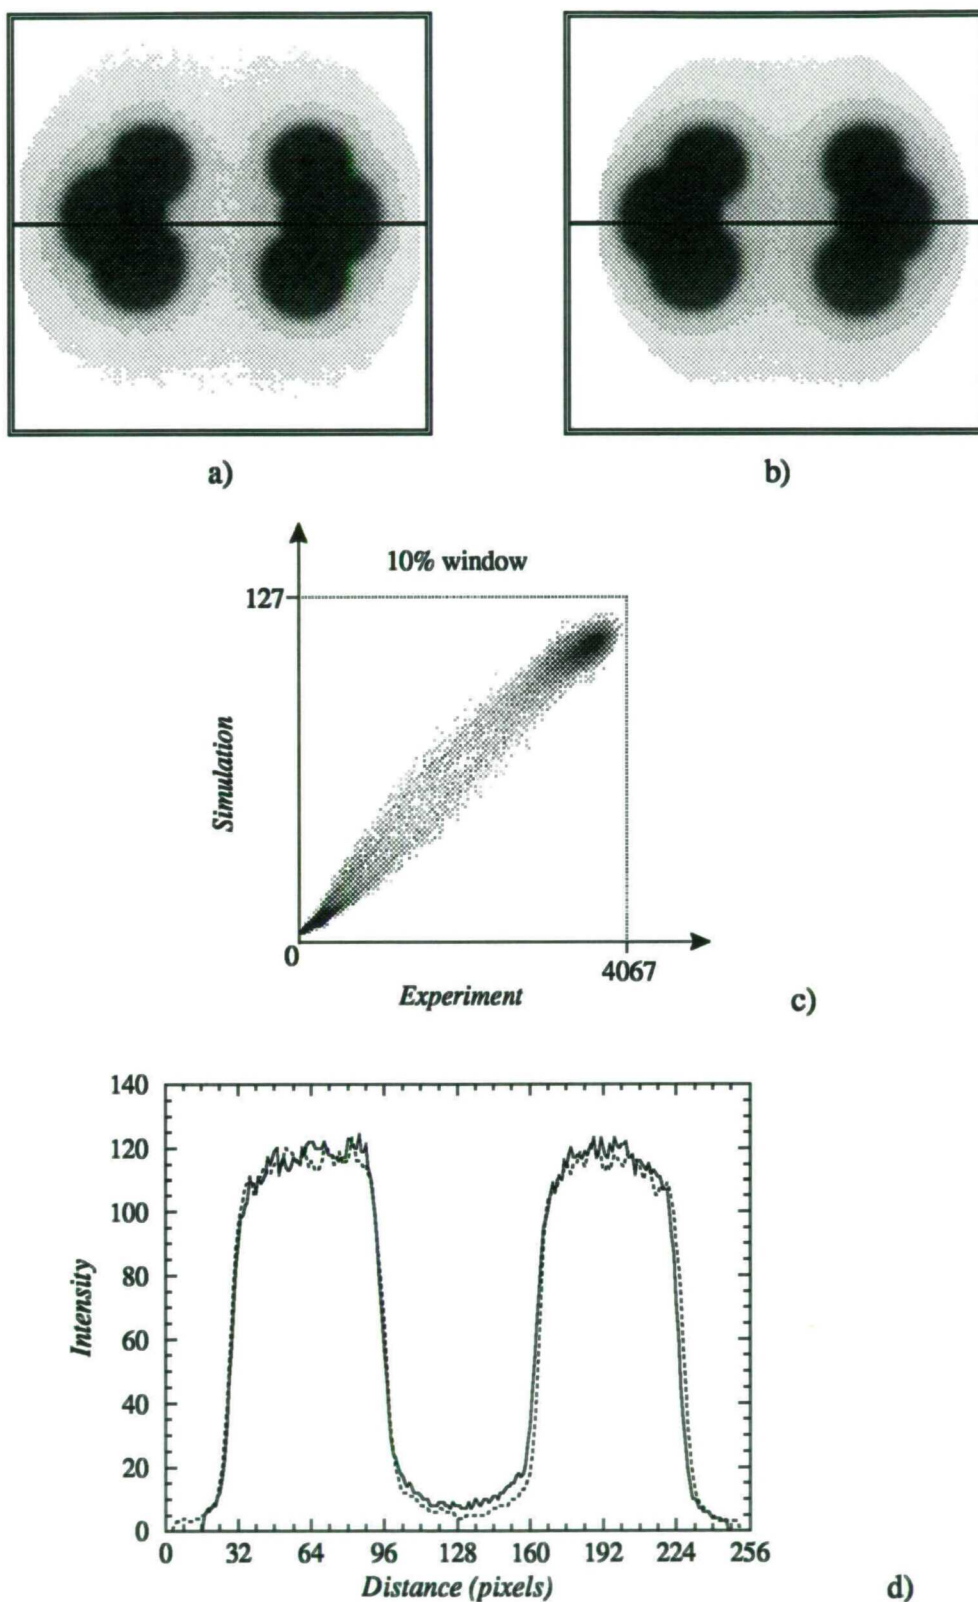 a)
b)
10% window
127
Simulation
0
4067
Experiment
c)
140
120
100
80
60
40
20
0
Intensity
0 32 64 96 128 160 192 224 256
Distance (pixels)
d)